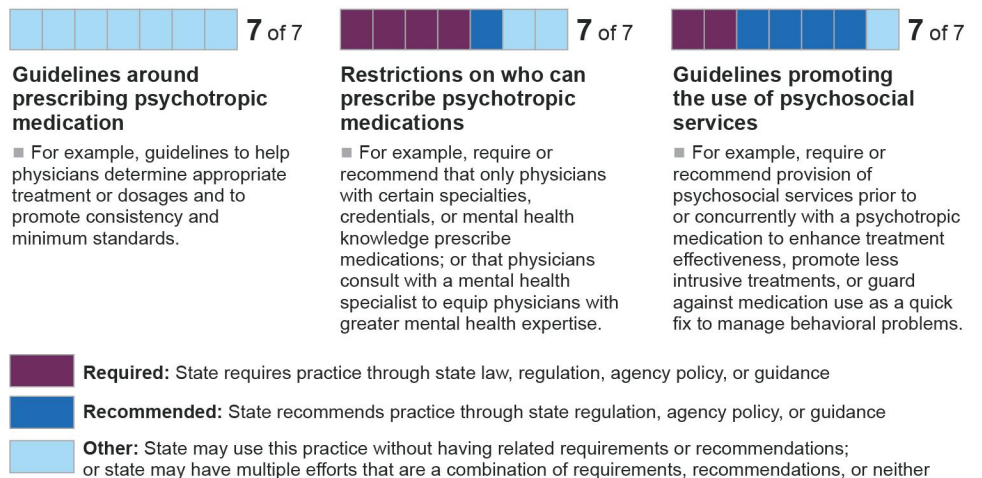 7 of 7
Guidelines around
prescribing psychotropic
medication
■ For example, guidelines to help
physicians determine appropriate
treatment or dosages and to
promote consistency and
minimum standards.
7 of 7
Restrictions on who can
prescribe psychotropic
medications
■ For example, require or
recommend that only physicians
with certain specialties,
credentials, or mental health
knowledge prescribe
medications; or that physicians
consult with a mental health
specialist to equip physicians with
greater mental health expertise.
7 of 7
Guidelines promoting
the use of psychosocial
services
■ For example, require or
recommend provision of
psychosocial services prior to
or concurrently with a psychotropic
medication to enhance treatment
effectiveness, promote less
intrusive treatments, or guard
against medication use as a quick
fix to manage behavioral problems.
Required: State requires practice through state law, regulation, agency policy, or guidance
Recommended: State recommends practice through state regulation, agency policy, or guidance
Other: State may use this practice without having related requirements or recommendations;
or state may have multiple efforts that are a combination of requirements, recommendations, or neither